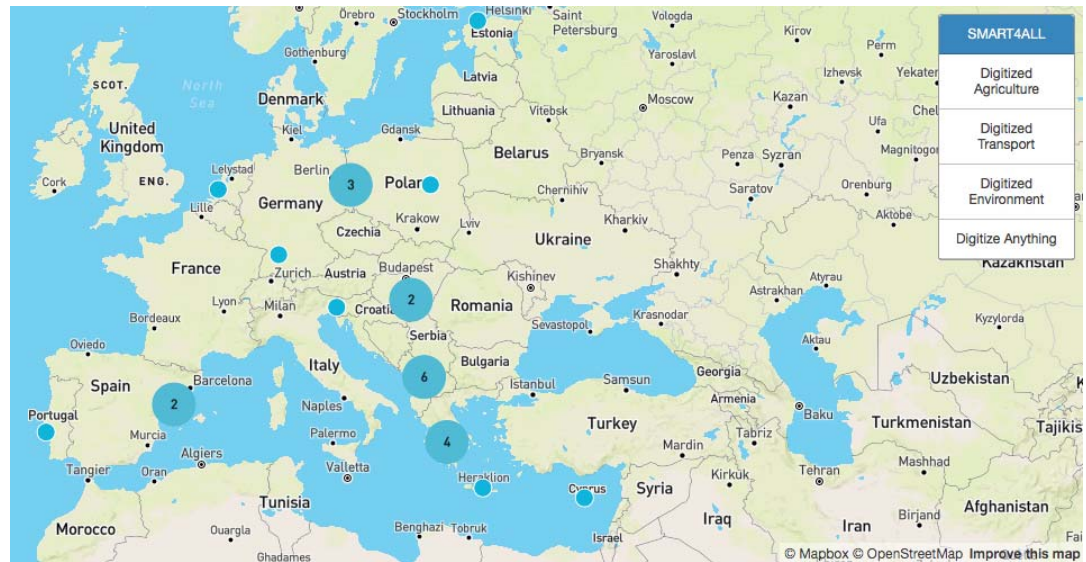 Helsinki
Örebro
Stockholm
Saint
Petersburg
Vologda
Kirov
Perm
SMART4ALL
Estonia
Yaroslavl
Gothenburg
Izhevsk
Yekater
Digitized
Agriculture
SCOT.
North
Sea
Latvia
Denmark
Lithuania
Vitebsk
Moscow
Kazan
Ufa
Chel
United
Kingdom
Kiel
Gdansk
Digitized
Transport
Magnitogor
Belarus
Bryansk
Penza
Syzran
Lelystad
Berlin
3
Polan
Cork
ENG.
Chernihiv
Saratov
Orenburg
Digitized
Environment
Lille
Germany
Aktobe
Krakow
Lviv
Kharkiv
Czechia
Ukraine
Digitize Anything
France
Zurich
Austria
Budapest
Kishinev
Shakhty
Kazakhstan
Atyrau
Astrakhan
Lyon
Milan
Croatia
2
Romania
Bordeaux
Sevastopol
Krasnodar
Kyzylorda
Serbia
Aktau
Oviedo
Italy
Bulgaria
Georgia
6
Spain
Barcelona
Istanbul
Samsun
Uzbekistan
Armenia
2
Naples
Baku
Portugal
Turkey
Turkmenistan
Tajikis
Murcia
Palermo
4
Mardin
Tabriz
Algiers
Tangier
Oran
Valletta
Heraklion
Cyprus
Kirkuk
Tehran
Mashhad
Tunisia
Syria
Afghanistan
Morocco
Ouargla
Benghazi
Tobruk
Iraq
Iran
Birjand
Israel
Ghadames
© Mapbox © OpenStreetMap Improve this map